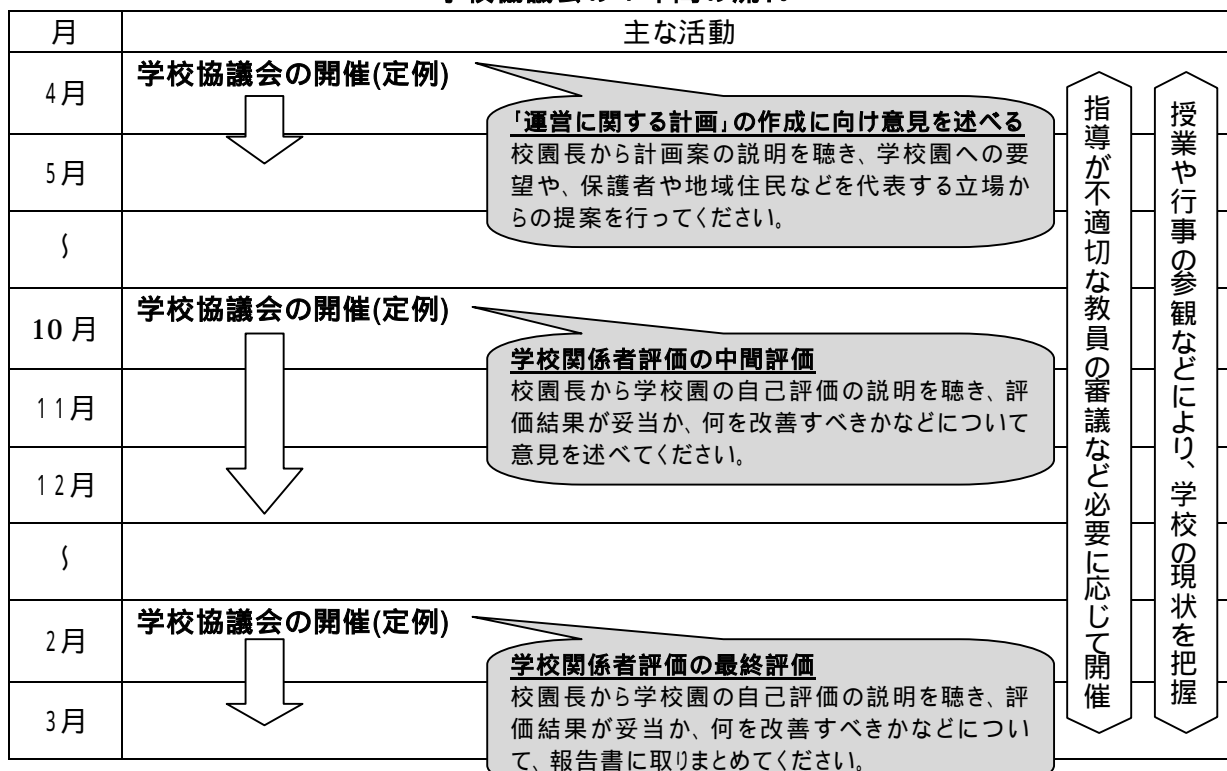 月
主な活動
4月
学校協議会の開催(定例)
「運営に関する計画」の作成に向け意見を述べる
校園長から計画案の説明を聴き、学校園への要
望や、保護者や地域住民などを代表する立場か
らの提案を行ってください。
5月
〜
10月
学校協議会の開催(定例)
学校関係者評価の中間評価
校園長から学校園の自己評価の説明を聴き、評
価結果が妥当か、何を改善すべきかなどについて
意見を述べてください。
11月
12月
〜
2月
学校協議会の開催(定例)
学校関係者評価の最終評価
校園長から学校園の自己評価の説明を聴き、評
価結果が妥当か、何を改善すべきかなどについ
て、報告書に取りまとめてください。
3月
指導が不適切な教員の審議など必要に応じて開催
授業や行事の参観などにより、学校の現状を把握